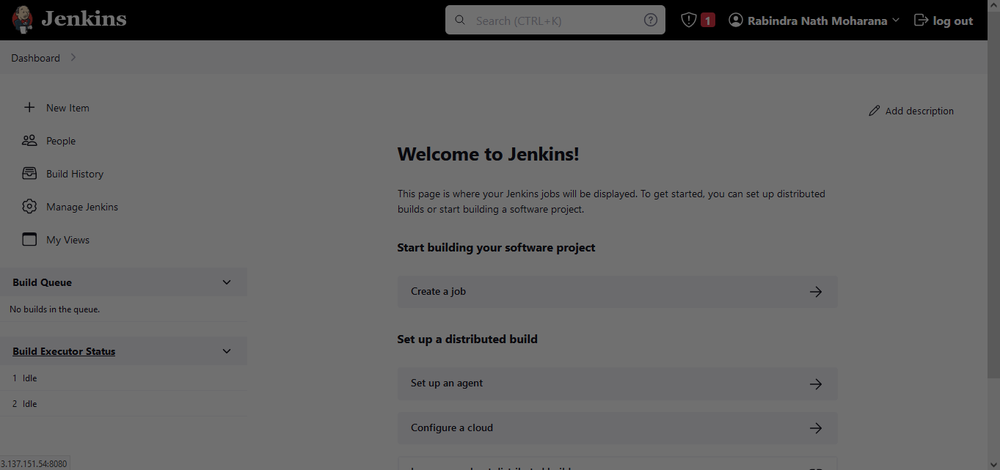 Jenkins
Search (CTRL+K)
1
Rabindra Nath Moharana
log out
Dashboard
New Item
People
Build History
Manage Jenkins
My Views
Add description
Build Queue
No builds in the queue.
Build Executor Status
1 Idle
2 Idle
Welcome to Jenkins!
This page is where your Jenkins jobs will be displayed. To get started, you can set up distributed
builds or start building a software project.
Start building your software project
Create a job
Set up a distributed build
Set up an agent
Configure a cloud
3.137.151.54:8080